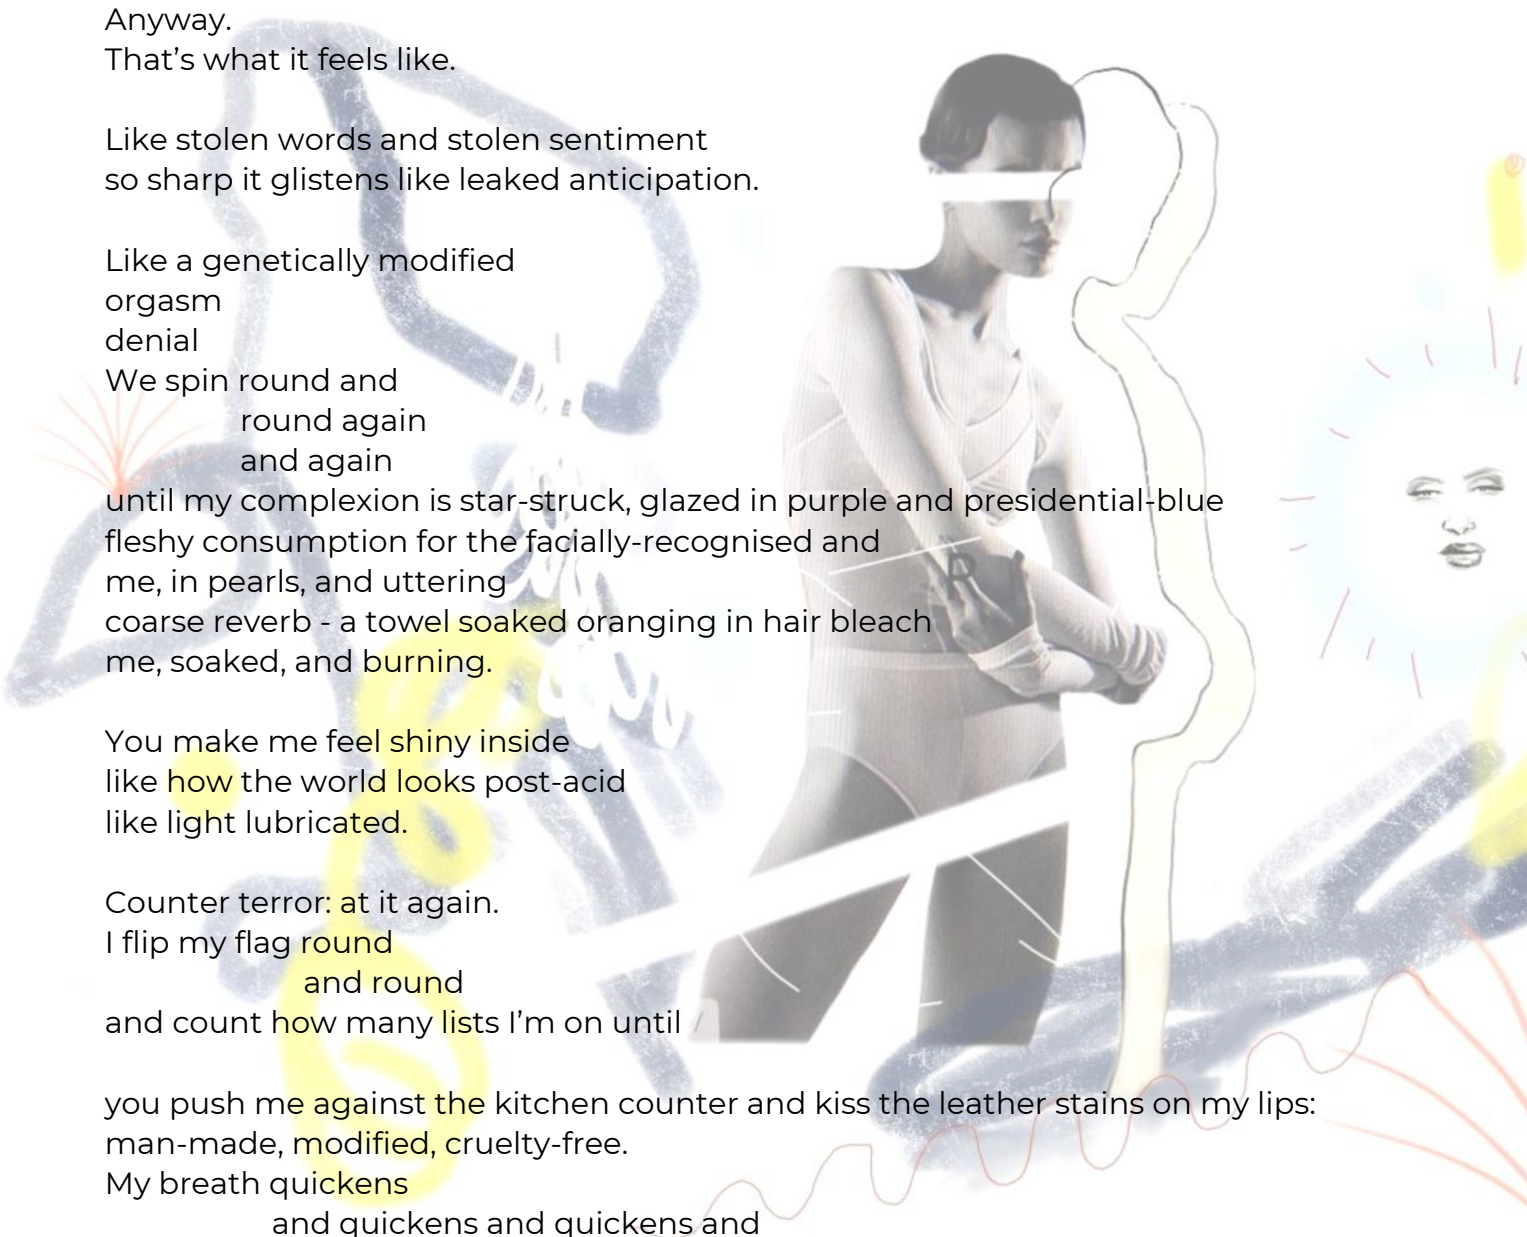 Anyway.
That’s what it feels like.
Like stolen words and stolen sentiment
so sharp it glistens like leaked anticipation.
Like a genetically modified
orgasm
denial
We spin round and
round again
and again
until my complexion is star-struck, glazed in purple and presidential-blue
fleshy consumption for the facially-recognised and
me, in pearls, and uttering
coarse reverb - a towel soaked oranging in hair bleach
me, soaked, and burning.
You make me feel shiny inside
like how the world looks post-acid
like light lubricated.
Counter terror: at it again.
I flip my flag round
and round
and count how many lists I’m on until
you push me against the kitchen counter and kiss the leather stains on my lips:
man-made, modified, cruelty-free.
My breath quickens
and quickens and quickens and